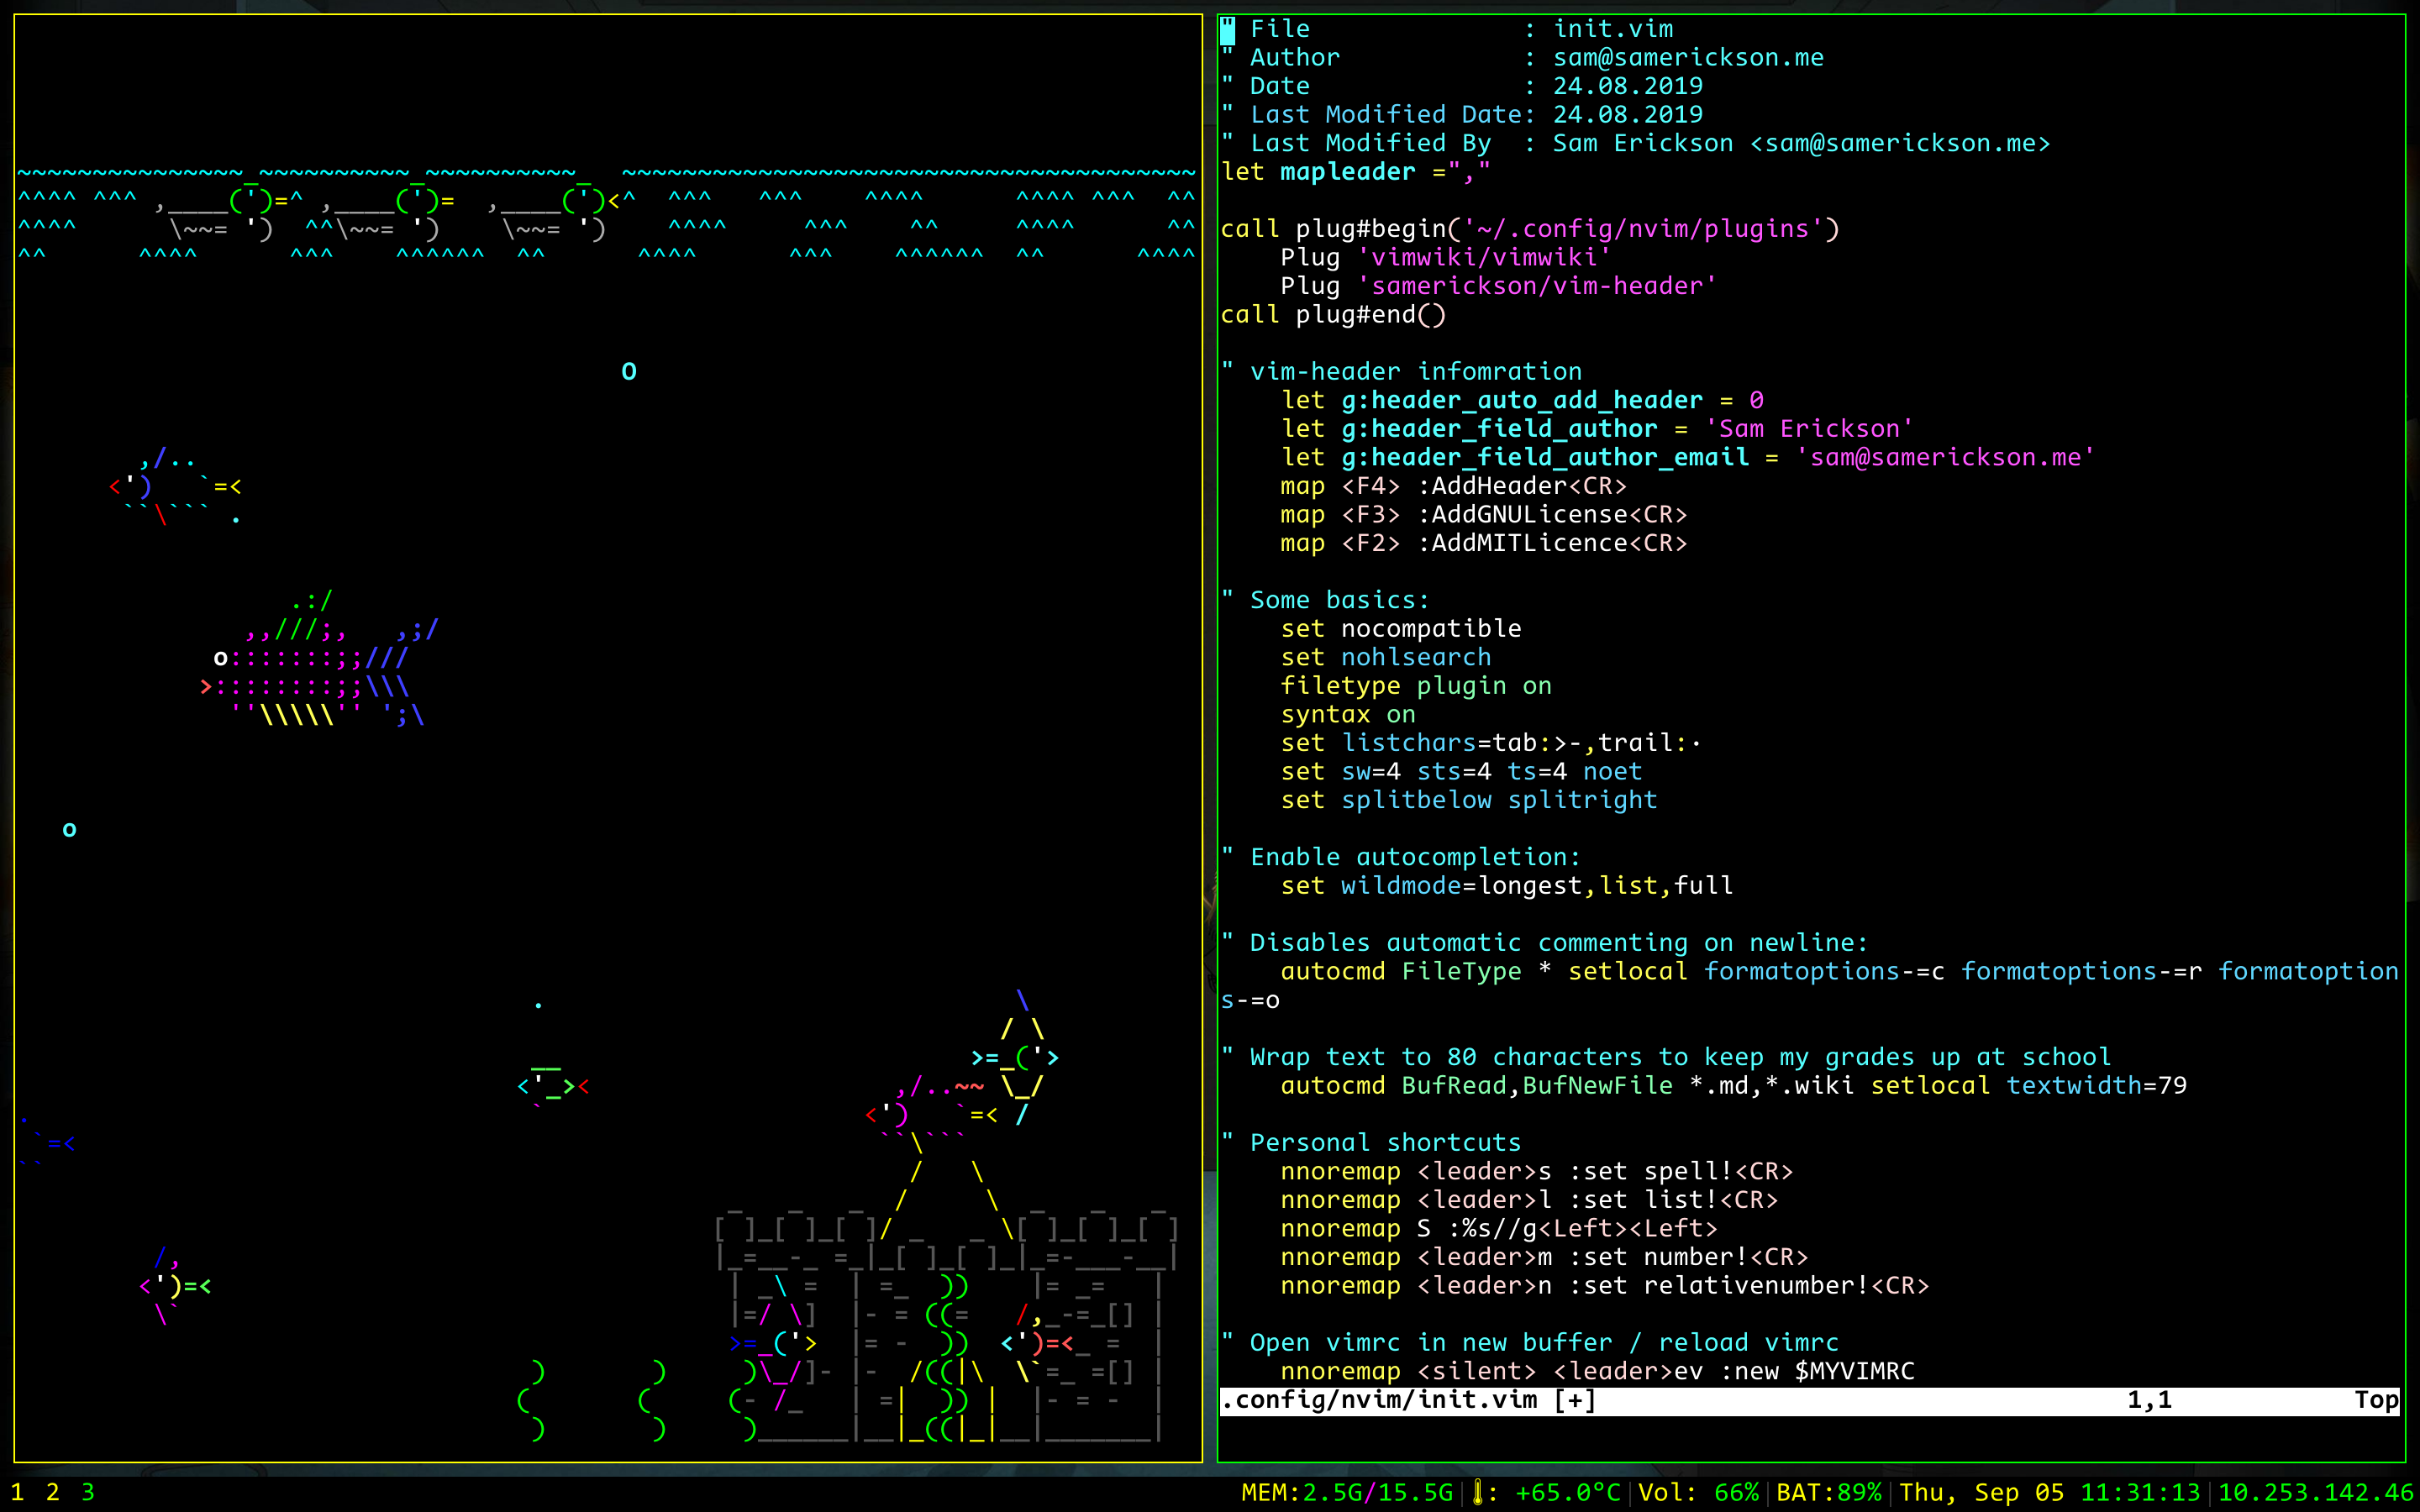 " File              : init.vim
" Author            : sam@samerickson.me
" Date              : 24.08.2019
" Last Modified Date: 24.08.2019
" Last Modified By  : Sam Erickson <sam@samerickson.me>
let mapleader =","

call plug#begin('~/.config/nvim/plugins')
    Plug 'vimwiki/vimwiki'
    Plug 'samerickson/vim-header'
call plug#end()

" vim-header infomration
    let g:header_auto_add_header = 0
    let g:header_field_author = 'Sam Erickson'
    let g:header_field_author_email = 'sam@samerickson.me'
    map <F4> :AddHeader<CR>
    map <F3> :AddGNULicense<CR>
    map <F2> :AddMITLicence<CR>

" Some basics:
    set nocompatible
    set nohlsearch
    filetype plugin on
    syntax on
    set listchars=tab:>-,trail:·
    set sw=4 sts=4 ts=4 noet
    set splitbelow splitright

" Enable autocompletion:
    set wildmode=longest,list,full

" Disables automatic commenting on newline:
    autocmd FileType * setlocal formatoptions-=c formatoptions-=r formatoption
s-=o

" Wrap text to 80 characters to keep my grades up at school
    autocmd BufRead,BufNewFile *.md,*.wiki setlocal textwidth=79

" Personal shortcuts
    nnoremap <leader>s :set spell!<CR>
    nnoremap <leader>l :set list!<CR>
    nnoremap S :%s//g<Left><Left>
    nnoremap <leader>m :set number!<CR>
    nnoremap <leader>n :set relativenumber!<CR>

" Open vimrc in new buffer / reload vimrc
    nnoremap <silent> <leader>ev :new $MYVIMRC
.config/nvim/init.vim [+] 1,1 Top
1 2 3 MEM:2.5G/15.5G|: +65.0°C|Vol: 66%|BAT:89%|Thu, Sep 05 11:31:13|10.253.142.46